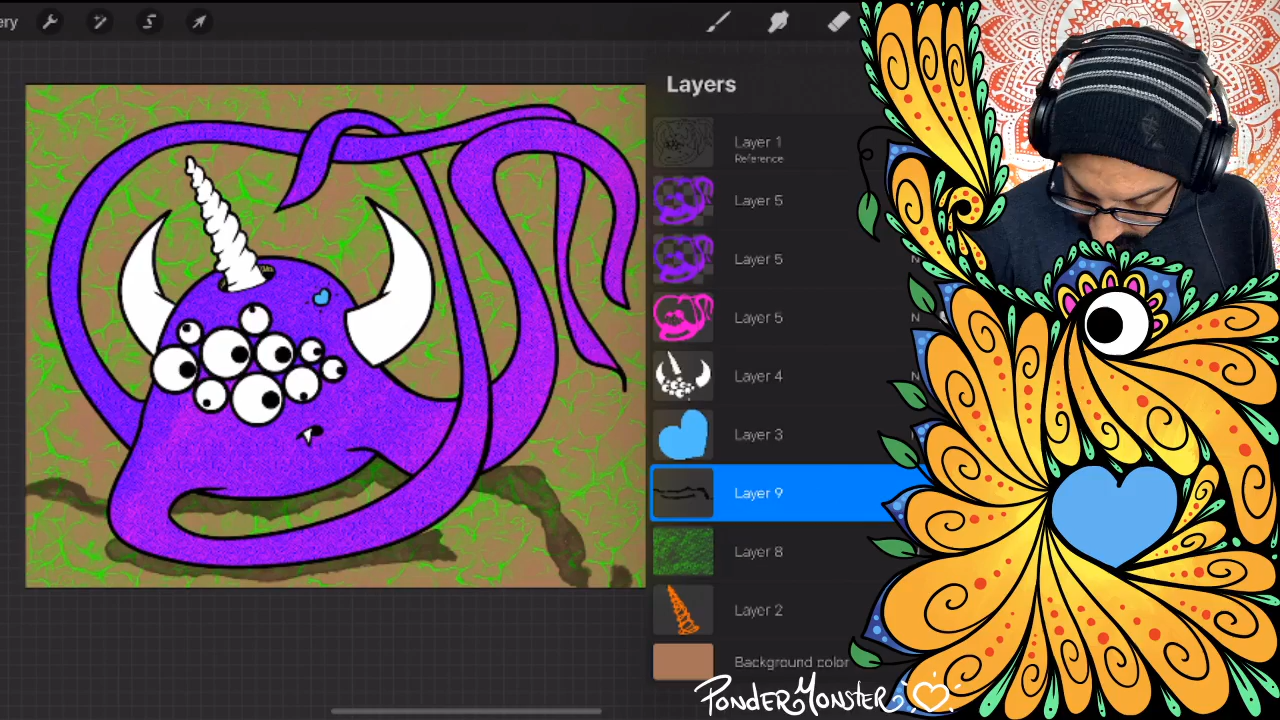 ery
Layers
Layer 1
Reference
Layer 5
Layer 5
N
Layer 5
N
Layer 4
N
Layer 3
N
Layer 9
Layer 8
Layer 2
Background color
PonderMonster